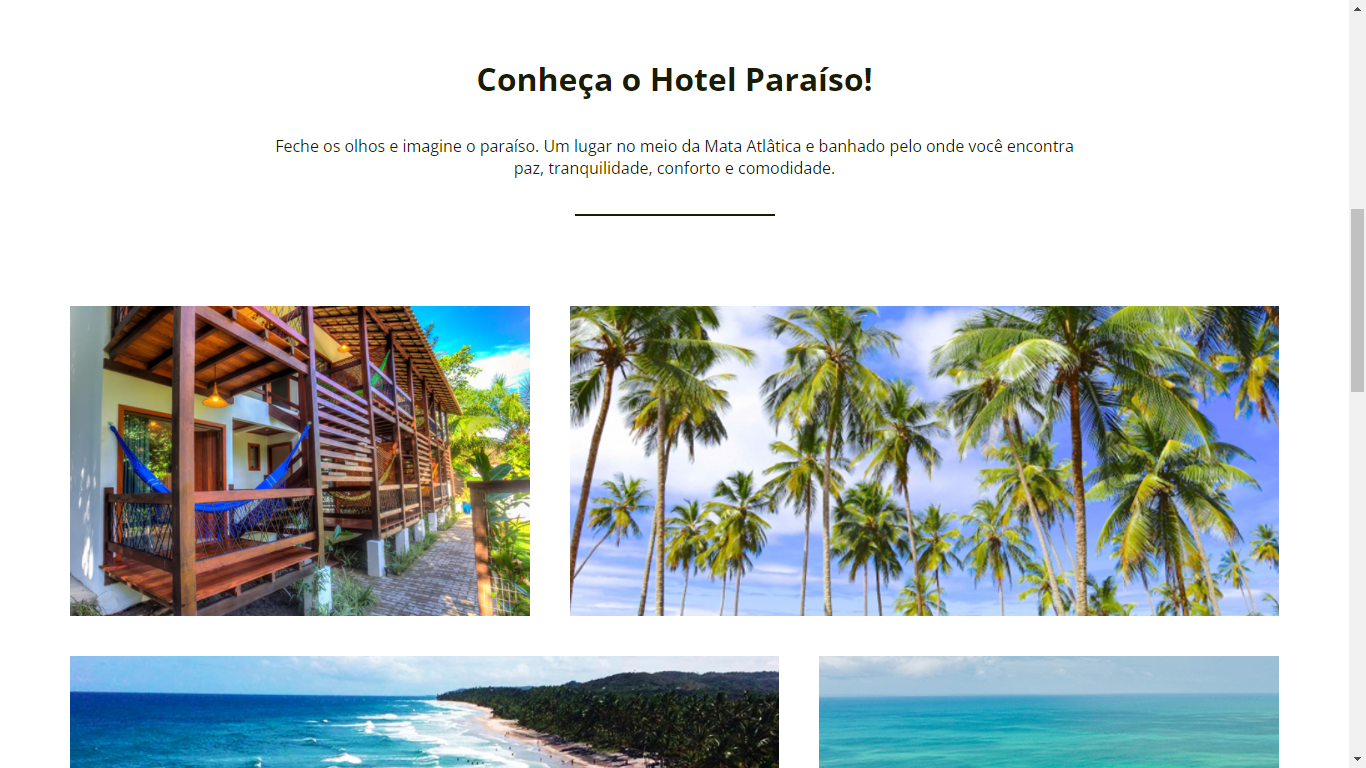 Conheça o Hotel Paraíso!
Feche os olhos e imagine o paraíso. Um lugar no meio da Mata Atlâtica e banhado pelo onde você encontra
paz, tranquilidade, conforto e comodidade.